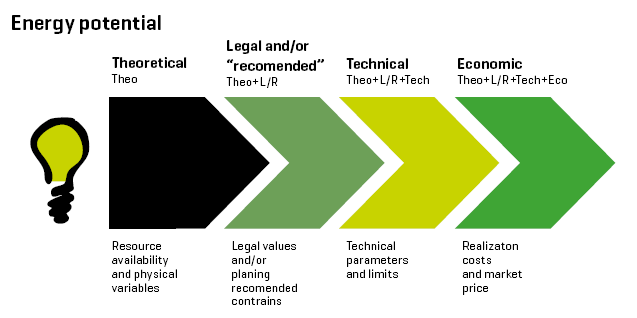 Energy potential
Theoretical
Theo
Legal and/or
“recomended”
Theo+L/R
Technical
Theo+L/R+Tech
Economic
Theo+L/R+Tech+Eco
Resource
availability
and physical
variables
Legal values
and/or
planing
recomended
contrains
Technical
parameters
and limits
Realizaton
costs
and market
price